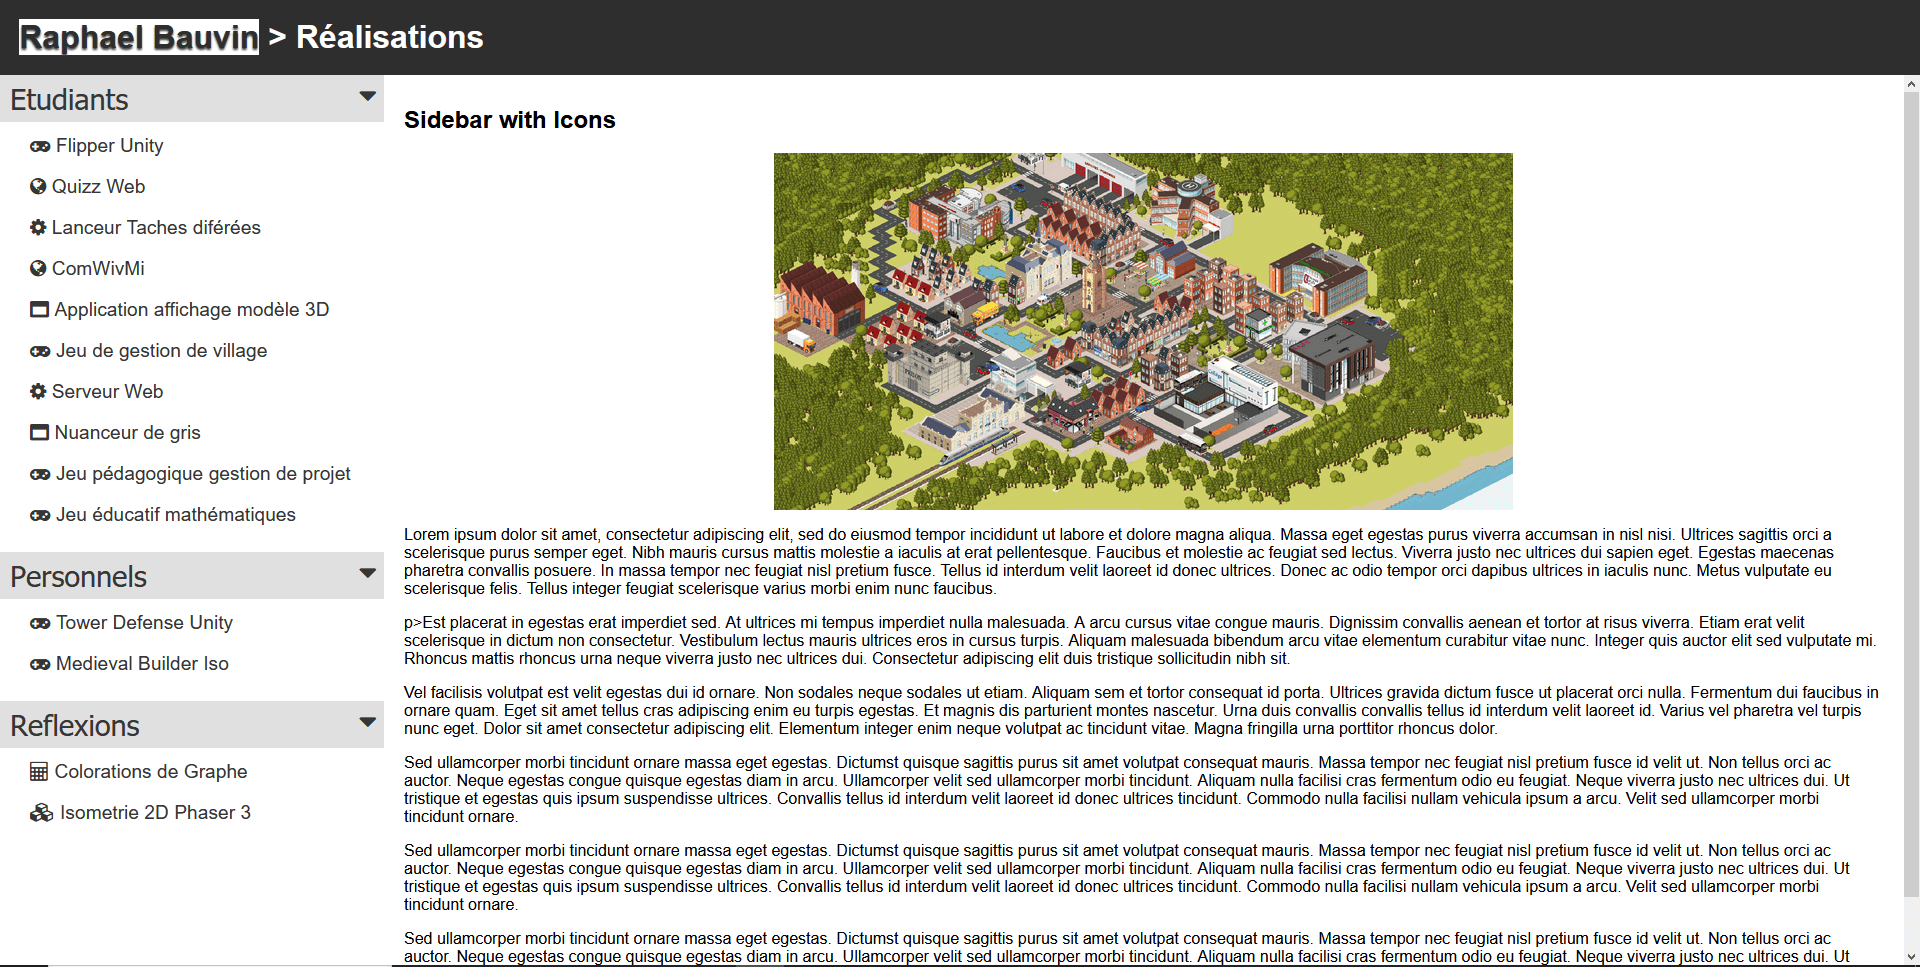 Raphael Bauvin > Réalisations
Etudiants
Flipper Unity
Quizz Web
Lanceur Taches diférées
ComWivMi
Application affichage modèle 3D
Jeu de gestion de village
Serveur Web
Nuanceur de gris
Jeu pédagogique gestion de projet
Jeu éducatif mathématiques
Personnels
Tower Defense Unity
Medieval Builder Iso
Reflexions
Colorations de Graphe
Isometrie 2D Phaser 3
Sidebar with Icons
Lorem ipsum dolor sit amet, consectetur adipiscing elit, sed do eiusmod tempor incididunt ut labore et dolore magna aliqua. Massa eget egestas purus viverra accumsan in nisl nisi. Ultrices sagittis orci a
scelerisque purus semper eget. Nibh mauris cursus mattis molestie a iaculis at erat pellentesque. Faucibus et molestie ac feugiat sed lectus. Viverra justo nec ultrices dui sapien eget. Egestas maecenas
pharetra convallis posuere. In massa tempor nec feugiat nisl pretium fusce. Tellus id interdum velit laoreet id donec ultrices. Donec ac odio tempor orci dapibus ultrices in iaculis nunc. Metus vulputate eu
scelerisque felis. Tellus integer feugiat scelerisque varius morbi enim nunc faucibus.
p>Est placerat in egestas erat imperdiet sed. At ultrices mi tempus imperdiet nulla malesuada. A arcu cursus vitae congue mauris. Dignissim convallis aenean et tortor at risus viverra. Etiam erat velit
scelerisque in dictum non consectetur. Vestibulum lectus mauris ultrices eros in cursus turpis. Aliquam malesuada bibendum arcu vitae elementum curabitur vitae nunc. Integer quis auctor elit sed vulputate mi.
Rhoncus mattis rhoncus urna neque viverra justo nec ultrices dui. Consectetur adipiscing elit duis tristique sollicitudin nibh sit.
Vel facilisis volutpat est velit egestas dui id ornare. Non sodales neque sodales ut etiam. Aliquam sem et tortor consequat id porta. Ultrices gravida dictum fusce ut placerat orci nulla. Fermentum dui faucibus in
ornare quam. Eget sit amet tellus cras adipiscing enim eu turpis egestas. Et magnis dis parturient montes nascetur. Urna duis convallis convallis tellus id interdum velit laoreet id. Varius vel pharetra vel turpis
nunc eget. Dolor sit amet consectetur adipiscing elit. Elementum integer enim neque volutpat ac tincidunt vitae. Magna fringilla urna porttitor rhoncus dolor.
Sed ullamcorper morbi tincidunt ornare massa eget egestas. Dictumst quisque sagittis purus sit amet volutpat consequat mauris. Massa tempor nec feugiat nisl pretium fusce id velit ut. Non tellus orci ac
auctor. Neque egestas congue quisque egestas diam in arcu. Ullamcorper velit sed ullamcorper morbi tincidunt. Aliquam nulla facilisi cras fermentum odio eu feugiat. Neque viverra justo nec ultrices dui. Ut
tristique et egestas quis ipsum suspendisse ultrices. Convallis tellus id interdum velit laoreet id donec ultrices tincidunt. Commodo nulla facilisi nullam vehicula ipsum a arcu. Velit sed ullamcorper morbi
tincidunt ornare.
Sed ullamcorper morbi tincidunt ornare massa eget egestas. Dictumst quisque sagittis purus sit amet volutpat consequat mauris. Massa tempor nec feugiat nisl pretium fusce id velit ut. Non tellus orci ac
auctor. Neque egestas congue quisque egestas diam in arcu. Ullamcorper velit sed ullamcorper morbi tincidunt. Aliquam nulla facilisi cras fermentum odio eu feugiat. Neque viverra justo nec ultrices dui. Ut
tristique et egestas quis ipsum suspendisse ultrices. Convallis tellus id interdum velit laoreet id donec ultrices tincidunt. Commodo nulla facilisi nullam vehicula ipsum a arcu. Velit sed ullamcorper morbi
tincidunt ornare.
Sed ullamcorper morbi tincidunt ornare massa eget egestas. Dictumst quisque sagittis purus sit amet volutpat consequat mauris. Massa tempor nec feugiat nisl pretium fusce id velit ut. Non tellus orci ac
auctor. Neque egestas congue quisque egestas diam in arcu. Ullamcorper velit sed ullamcorper morbi tincidunt. Aliquam nulla facilisi cras fermentum odio eu feugiat. Neque viverra justo nec ultrices dui. Ut